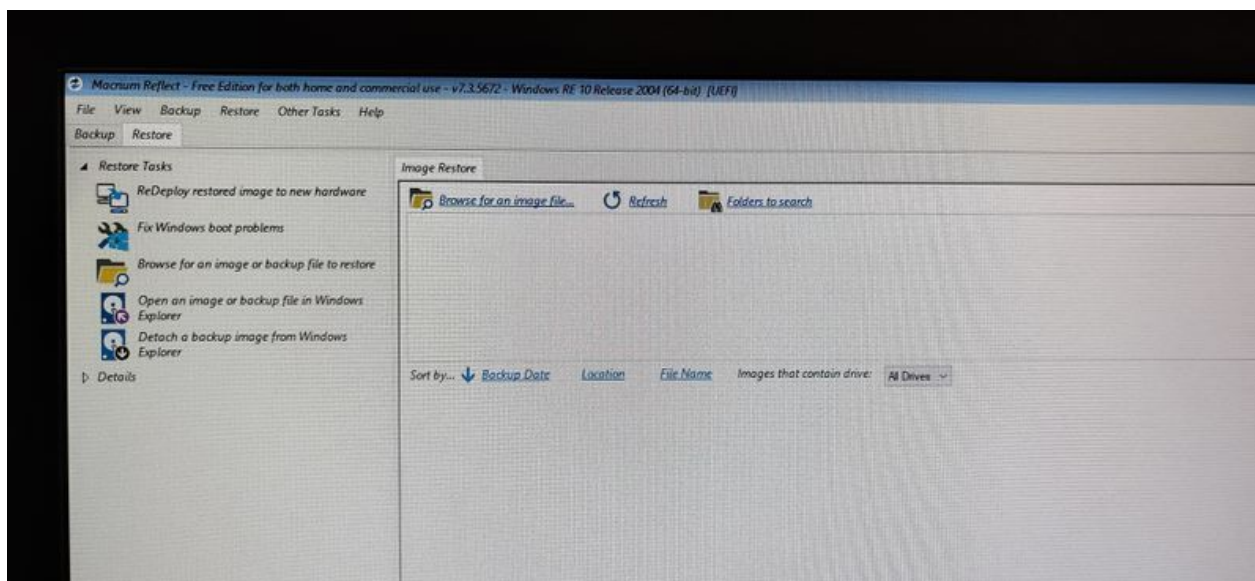 Macrium Reflect - Free Edition for both home and commercial use - v7.3.5672 - Windows RE 10 Release 2004 (64-bit) [UEFI]
File View Backup Restore Other Tasks Help
Backup Restore
Restore Tasks
ReDeploy restored image to new hardware
Fix Windows boot problems
Browse for an image or backup file to restore
Open an image or backup file in Windows
Explorer
Detach a backup image from Windows
Explorer
Details
Image Restore
Browse for an image file... Refresh Folders to search
Sort by... Backup Date Location File Name Images that contain drive: All Drives